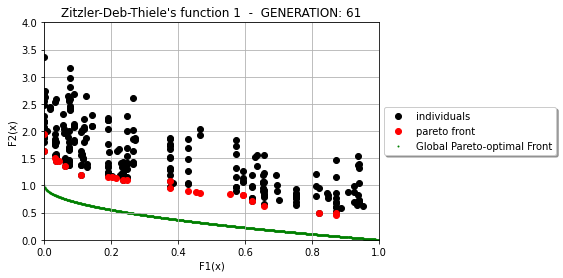 Zitzler-Deb-Thiele's function 1 - GENERATION: 61
4.0
3.5
3.0
2.5
2.0
1.5
1.0
0.5
0.0
F2(x)
0.0 0.2 0.4 0.6 0.8 1.0
F1(x)
individuals
pareto front
Global Pareto-optimal Front